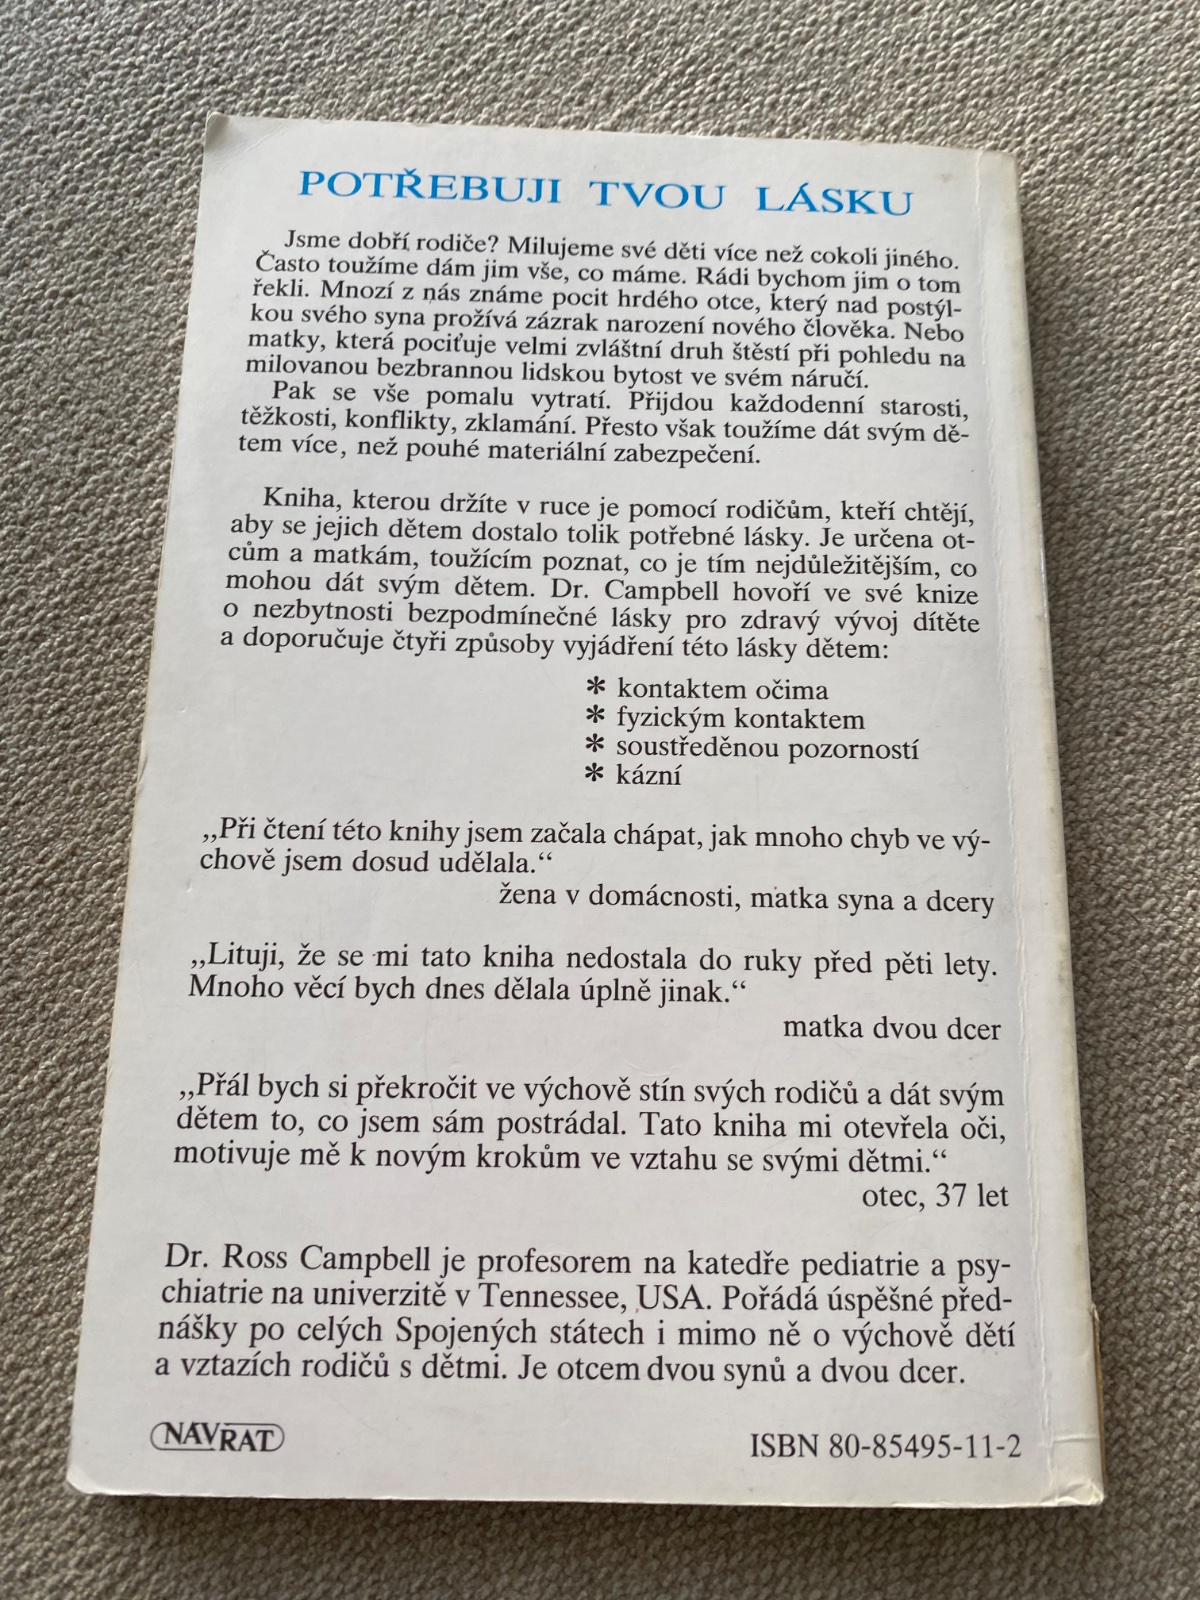 POTŘEBUJI TVOU LÁSKU
Jsme dobří rodiče? Milujeme své děti více než cokoli jiného.
Často toužíme dám jim vše, co máme. Rádi bychom jim o tom
řekli. Mnozí z nás známe pocit hrdého otce, který nad postýl-
kou svého syna prožívá zázrak narození nového člověka. Nebo
matky, která pociťuje velmi zvláštní druh štěstí při pohledu na
milovanou bezbrannou lidskou bytost ve svém náručí.
Pak se vše pomalu vytratí. Přijdou každodenní starosti,
těžkosti, konflikty, zklamání. Přesto však toužíme dát svým dě-
tem více, než pouhé materiální zabezpečení.
Kniha, kterou držíte v ruce je pomocí rodičům, kteří chtějí,
aby se jejich dětem dostalo tolik potřebné lásky. Je určena ot-
cům a matkám, toužícím poznat, co je tím nejdůležitějším, co
mohou dát svým dětem. Dr. Campbell hovoří ve své knize
o nezbytnosti bezpodmínečné lásky pro zdravý vývoj dítěte
a doporučuje čtyři způsoby vyjádření této lásky dětem:
* kontaktem očima
* fyzickým kontaktem
* soustředěnou pozorností
* kázní
„Při čtení této knihy jsem začala chápat, jak mnoho chyb ve vý-
chově jsem dosud udělala.“
žena v domácnosti, matka syna a dcery
„Lituji, že se mi tato kniha nedostala do ruky před pěti lety.
Mnoho věcí bych dnes dělala úplně jinak.“
matka dvou dcer
„Přál bych si překročit ve výchově stín svých rodičů a dát svým
dětem to, co jsem sám postrádal. Tato kniha mi otevřela oči,
motivuje mě k novým krokům ve vztahu se svými dětmi.“
otec, 37 let
Dr. Ross Campbell je profesorem na katedře pediatrie a psy-
chiatrie na univerzitě v Tennessee, USA. Pořádá úspěšné před-
nášky po celých Spojených státech i mimo ně o výchově dětí
a vztazích rodičů s dětmi. Je otcem dvou synů a dvou dcer.
NÁVRAT
ISBN 80-85495-11-2